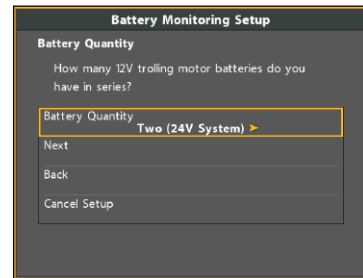 Battery Monitoring Setup
Battery Quantity
How many 12V trolling motor batteries do you
have in series?
Battery Quantity
Two (24V System) ➤
Next
Back
Cancel Setup